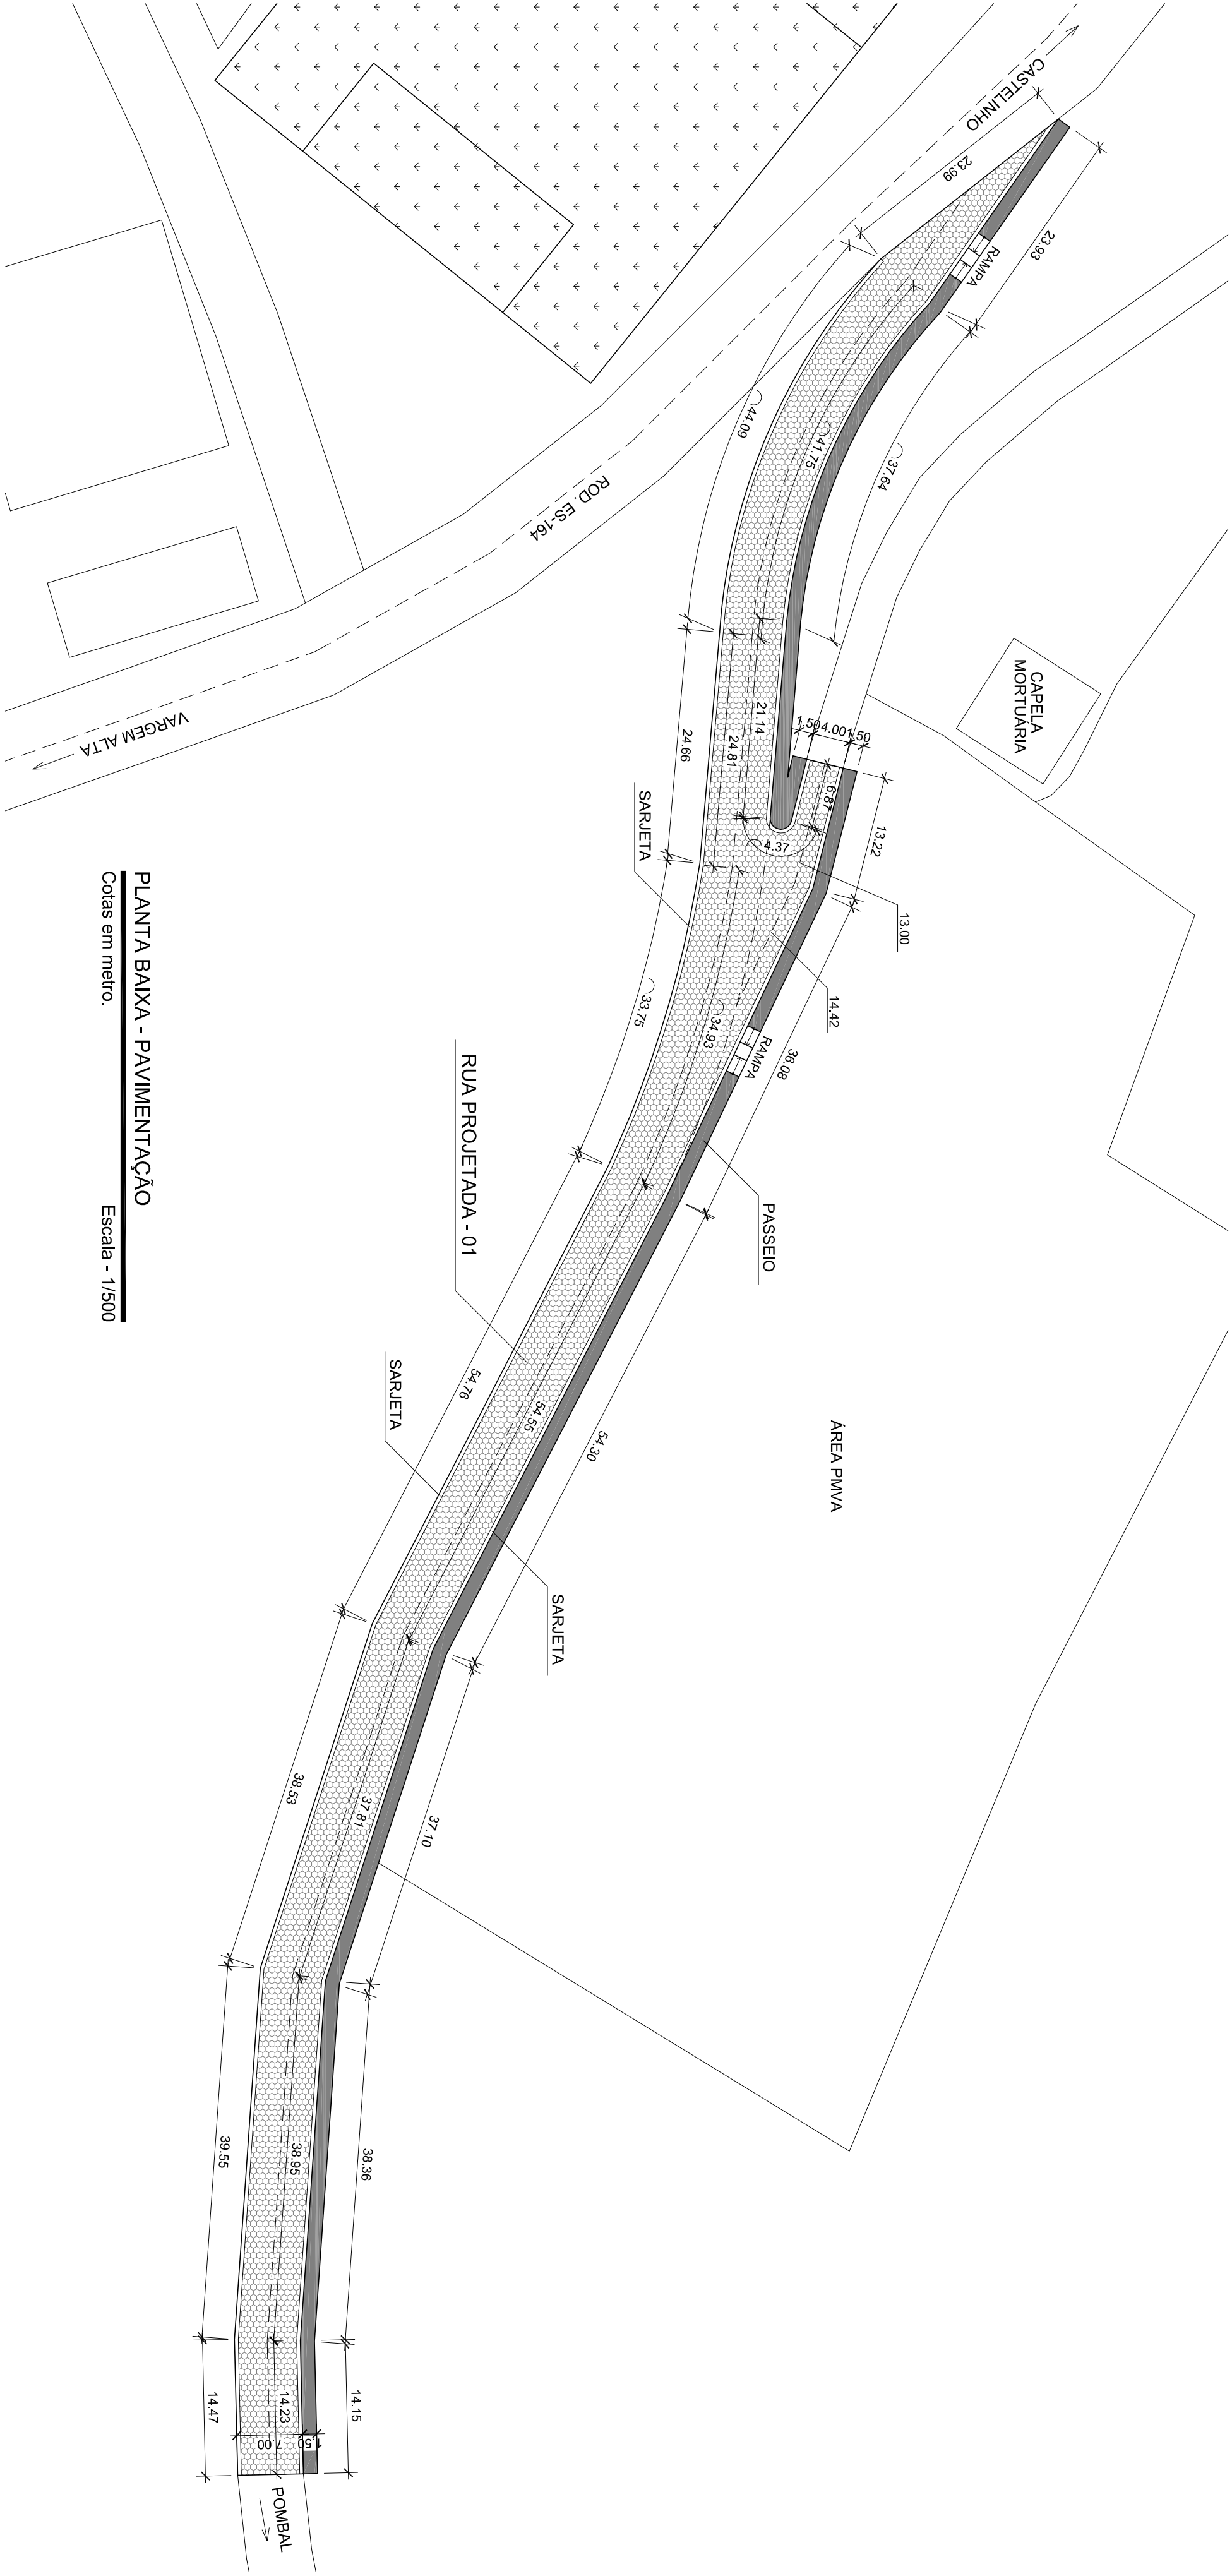 CASTELINHO
23.99
23.93
RAMPA
44.09
41.75
37.64
ROD. ES-164
VARGEM ALTA
CAPELA
MORTUÁRIA
21.14
24.81
24.66
1,50
4.00
1,50
6.87
13.22
4.37
SARJETA
13.00
14.42
33.75
34.93
RAMPA
36.08
PASSEIO
RUA PROJETADA - 01
PLANTA BAIXA - PAVIMENTAÇÃO
Cotas em metro.
Escala - 1/500
54.76
54.55
54.30
SARJETA
ÁREA PMVA
SARJETA
38.53
37.81
37.10
39.55
38.95
38.36
14.47
14.23
14.15
7.00
1,50
POMBAL